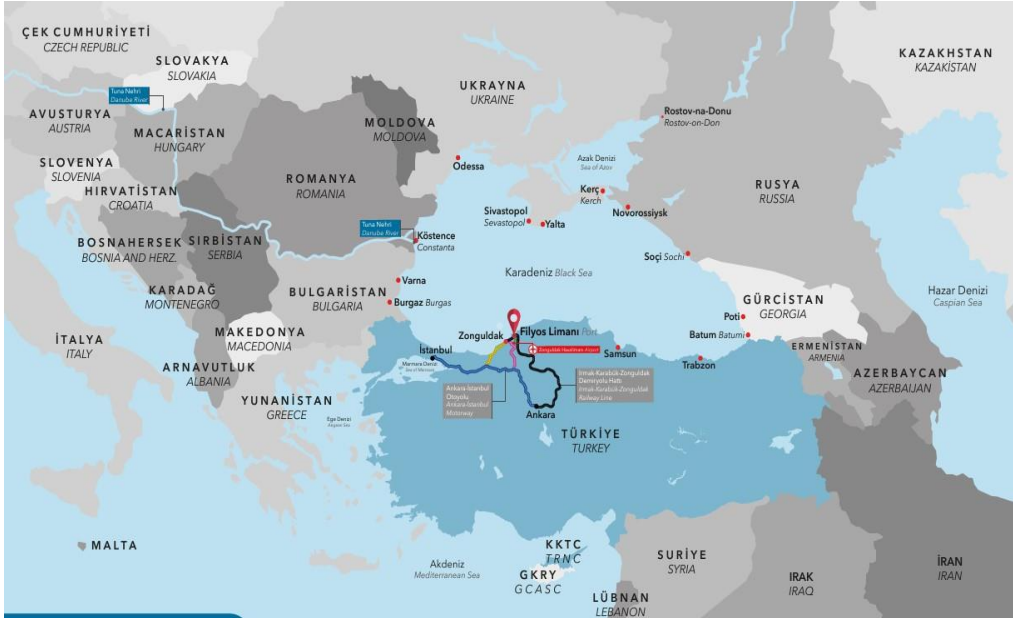 ÇEK CUMHURİYETİ
CZECH REPUBLIC
SLOVAKYA
SLOVAKIA
Tuna Nehri
Danube River
AVUSTURYA
AUSTRIA
MACARİSTAN
HUNGARY
SLOVENYA
SLOVENIA
HIRVATİSTAN
CROATIA
BOSNAHERSEK
BOSNIA AND HERZ.
SIRBİSTAN
SERBIA
KARADAĞ
MONTENEGRO
ROMANYA
ROMANIA
MOLDOVA
MOLDOVA
UKRAYNA
UKRAINE
Odessa
Tuna Nehri
Danube River
Köstence
Constanta
Varna
Burgaz Burgas
BULGARİSTAN
BULGARIA
MAKEDONYA
MACEDONIA
ARNAVUTLUK
ALBANIA
YUNANİSTAN
GREECE
İTALYA
ITALY
MALTA
KAZAKHSTAN
KAZAKİSTAN
Rostov-na-Donu
Rostov-on-Don
Azak Denizi
Sea of Azov
Kerç
Kerch
Sivastopol
Sevastopol
Yalta
Novorossiysk
RUSYA
RUSSIA
Soçi Sochi
Karadeniz Black Sea
Hazar Denizi
Caspian Sea
GÜRCİSTAN
GEORGIA
Poti
Batum Batumi
ERMENİSTAN
ARMENIA
AZERBAYCAN
AZERBAIJAN
Zonguldak
Filyos Limanı Port
İstanbul
Marmara Denizi
Sea of Marmara
Samsun
Trabzon
Ankara-İstanbul
Otoyolu
Ankara-Istanbul
Motorway
Irmak-Karabük-Zonguldak
Demiryolu Hattı
Irmak-Karabük-Zonguldak
Railway Line
Ankara
TÜRKİYE
TURKEY
Ege Denizi
Aegean Sea
Akdeniz
Mediterranean Sea
KKTC
TRNC
GKRY
GCASC
SURİYE
SYRIA
LÜBNAN
LEBANON
IRAK
IRAQ
İRAN
IRAN